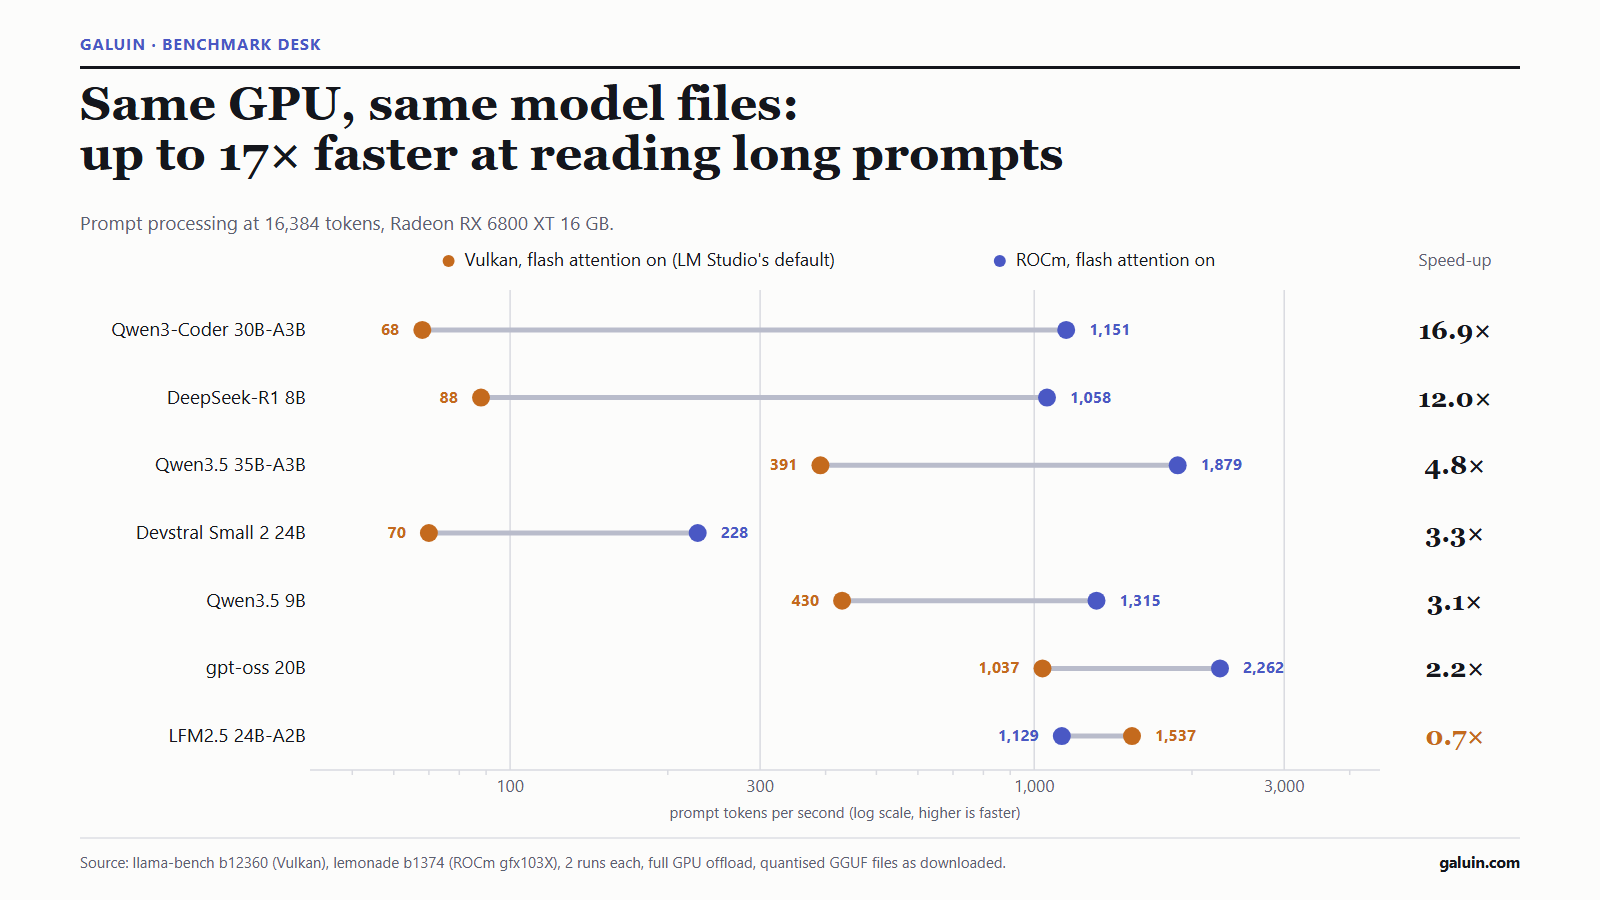 GALUIN · BENCHMARK DESK
Same GPU, same model files:
up to 17× faster at reading long prompts
Prompt processing at 16,384 tokens, Radeon RX 6800 XT 16 GB.
Vulkan, flash attention on (LM Studio's default) ROCm, flash attention on Speed-up
Qwen3-Coder 30B-A3B 68 1,151 16.9×
DeepSeek-R1 8B 88 1,058 12.0×
Qwen3.5 35B-A3B 391 1,879 4.8×
Devstral Small 2 24B 70 228 3.3×
Qwen3.5 9B 430 1,315 3.1×
gpt-oss 20B 1,037 2,262 2.2×
LFM2.5 24B-A2B 1,129 1,537 0.7×
100 300 1,000 3,000
prompt tokens per second (log scale, higher is faster)
Source: llama-bench b12360 (Vulkan), lemonade b1374 (ROCm gfx103X), 2 runs each, full GPU offload, quantised GGUF files as downloaded. galuin.com